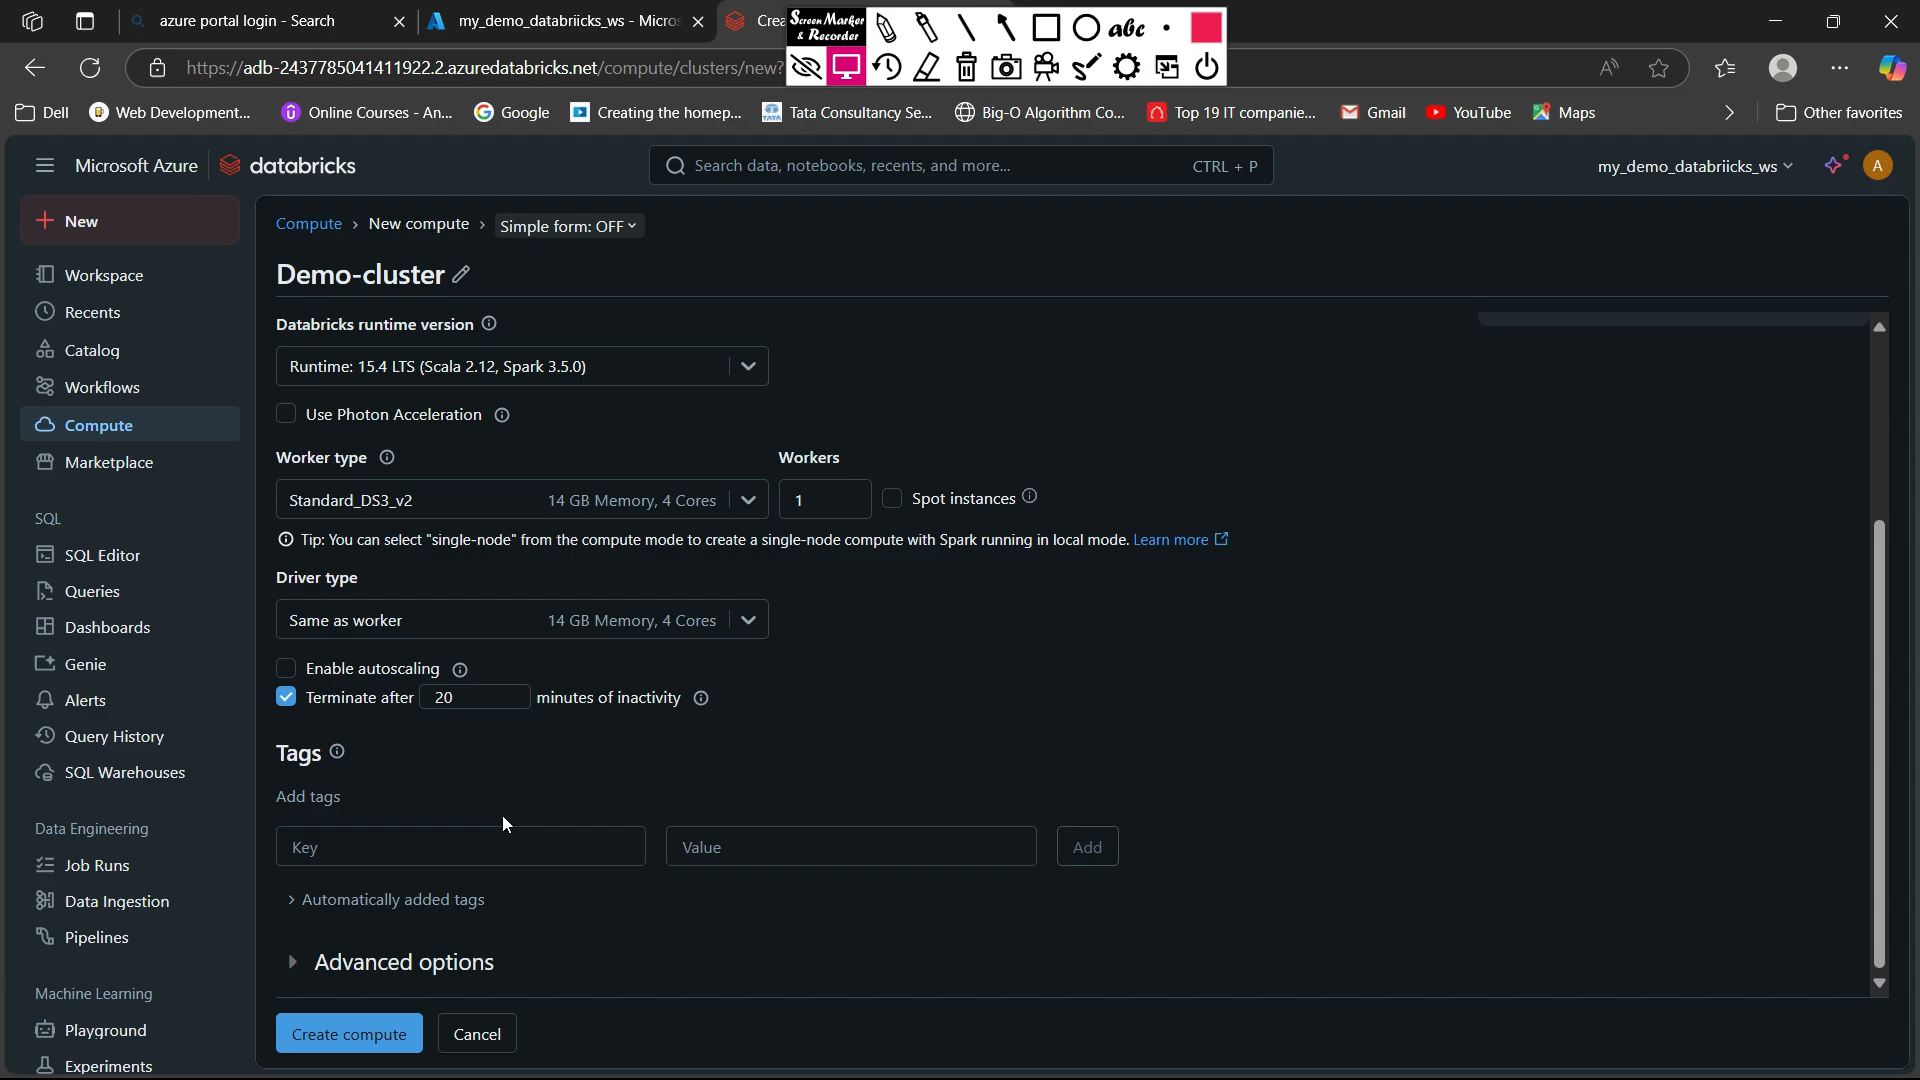 azure portal login - Search
my_demo_databriicks_ws - Micros
Crea
Screen Marker
& Recorder
abc
https://adb-2437785041411922.2.azuredatabricks.net/compute/clusters/new?
Dell
Web Development...
Online Courses - An...
Google
Creating the homep...
Tata Consultancy Se...
Big-O Algorithm Co...
Top 19 IT companie...
Gmail
YouTube
Maps
Other favorites
Microsoft Azure
databricks
Search data, notebooks, recents, and more...
CTRL + P
my_demo_databriicks_ws
A
New
Workspace
Recents
Catalog
Workflows
Compute
Marketplace
SQL
SQL Editor
Queries
Dashboards
Genie
Alerts
Query History
SQL Warehouses
Data Engineering
Job Runs
Data Ingestion
Pipelines
Machine Learning
Playground
Experiments
Compute > New compute > Simple form: OFF
Demo-cluster
Databricks runtime version
Runtime: 15.4 LTS (Scala 2.12, Spark 3.5.0)
Use Photon Acceleration
Worker type
Workers
Standard_DS3_v2 14 GB Memory, 4 Cores
1
Spot instances
Tip: You can select "single-node" from the compute mode to create a single-node compute with Spark running in local mode. Learn more
Driver type
Same as worker 14 GB Memory, 4 Cores
Enable autoscaling
Terminate after 20 minutes of inactivity
Tags
Add tags
Key
Value
Add
Automatically added tags
Advanced options
Create compute
Cancel